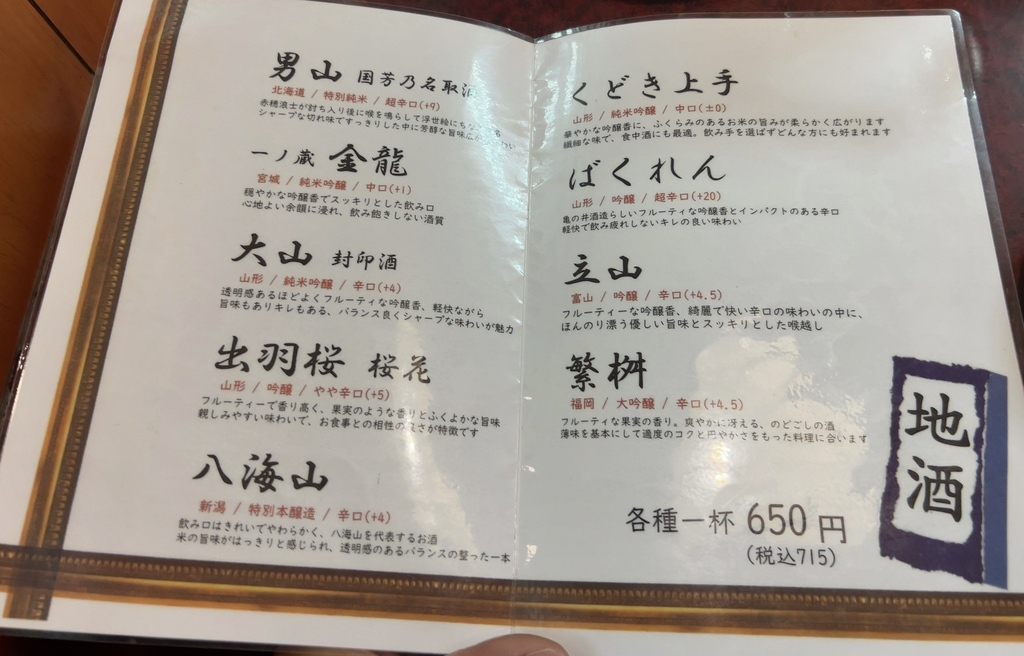 男山 国芳乃名取酒
北海道 / 特別純米 / 超辛口(+9)
赤穂浪士が討ち入り後に喉を鳴らして浮世絵にちな
シャープな切れ味ですっきりした中に芳醇な旨味広
一ノ蔵 金龍
宮城 / 純米吟醸 / 中口(+1)
穏やかな吟醸香でスッキリとした飲み口
心地よい余韻に浸れ、飲み飽きしない酒質
大山 封印酒
山形 / 純米吟醸 / 辛口(+4)
透明感あるほどよくフルーティな吟醸香、軽快ながら
旨味もありキレもある、バランス良くシャープな味わいが魅力
出羽桜 桜花
山形 / 吟醸 / やや辛口(+5)
フルーティーで香り高く、果実のような香りとふくよかな旨味
親しみやすい味わいで、お食事との相性の良さが特徴です
八海山
新潟 / 特別本醸造 / 辛口(+4)
飲み口はきれいでやわらかく、八海山を代表するお酒
米の旨味がはっきりと感じられ、透明感のあるバランスの整った一本
くどき上手
山形 / 純米吟醸 / 中口(±0)
華やかな吟醸香に、ふくらみのあるお米の旨みが柔らかく広がります
繊細な味で、食中酒にも最適。飲み手を選ばずどんな方にも好まれます
ばくれん
山形 / 吟醸 / 超辛口(+20)
亀の井酒造らしいフルーティな吟醸香とインパクトのある辛口
軽快で飲み疲れしないキレの良い味わい
立山
富山 / 吟醸 / 辛口(+4.5)
フルーティーな吟醸香、綺麗で快い辛口の味わいの中に、
ほんのり漂う優しい旨味とスッキリとした喉越し
繁桝
福岡 / 大吟醸 / 辛口(+4.5)
フルーティな果実の香り。爽やかに冴える、のどごしの酒
薄味を基本にして適度のコクと円やかさをもった料理に合います
各種一杯 650円
(税込715)
地酒